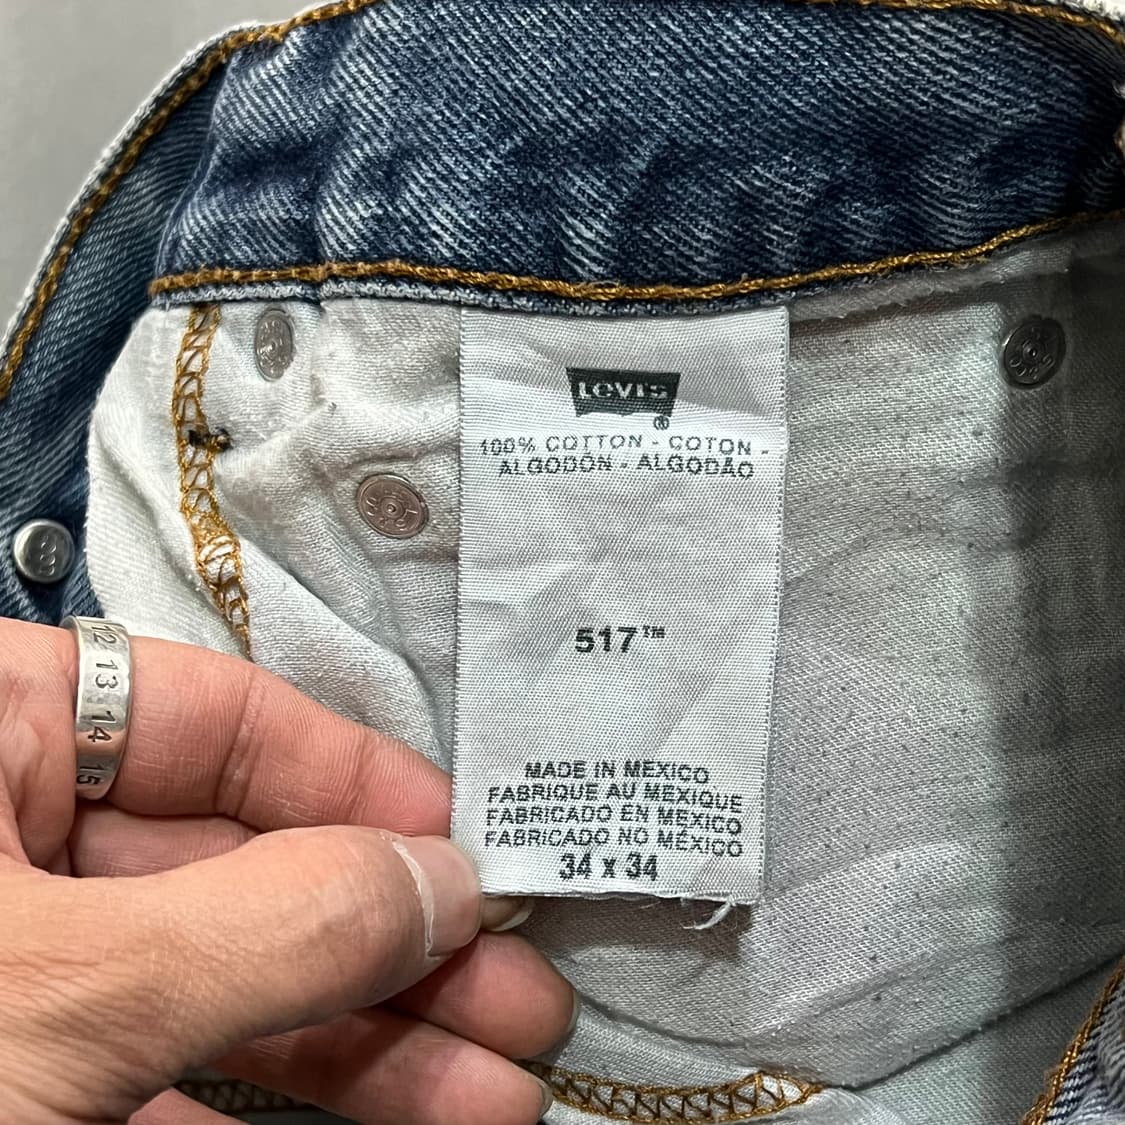 LEVI'S
®
100% COTTON - COTON -
ALGODÓN - ALGODÃO
517™
MADE IN MEXICO
FABRIQUE AU MEXIQUE
FABRICADO EN MEXICO
FABRICADO NO MÉXICO
34 x 34
12 13 14 15